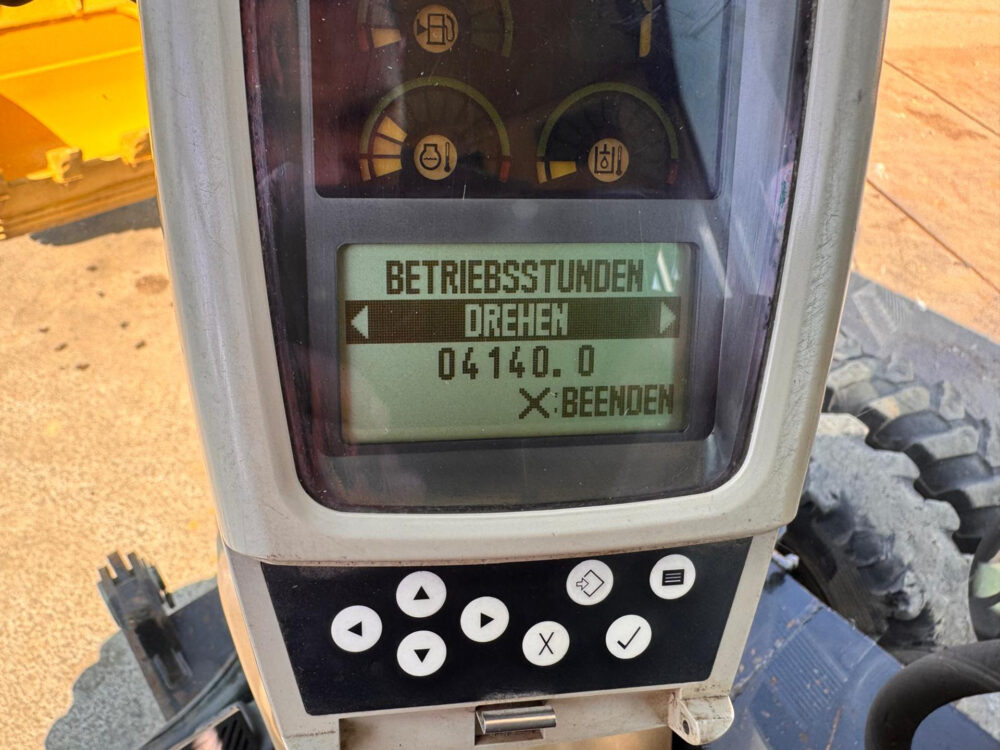 BETRIEBSSTUNDEN
DREHEN
04140.0
X:BEENDEN
X